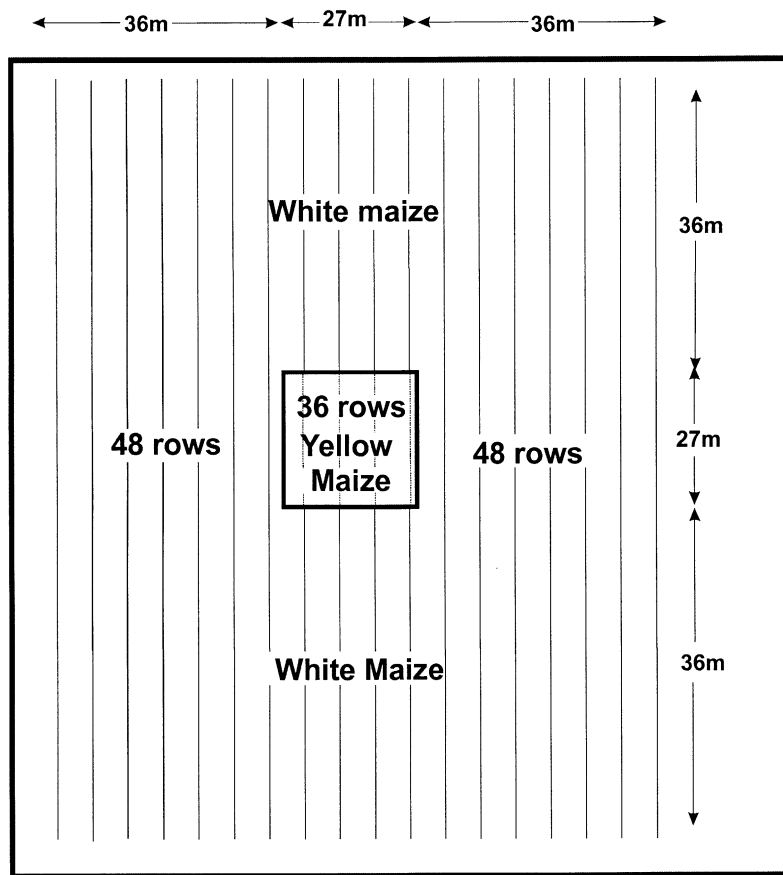 36m 27m 36m
White maize
36m
36 rows
Yellow
Maize
48 rows
48 rows
27m
White Maize
36m